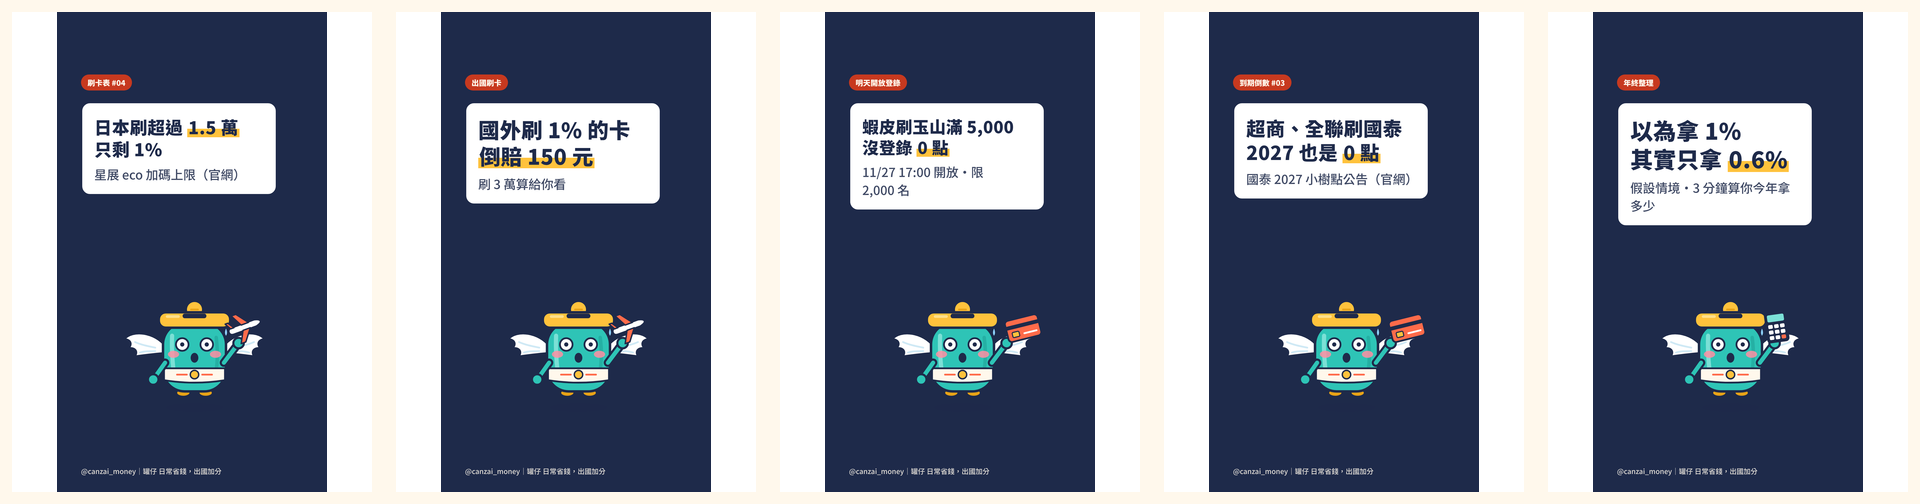 刷卡表 #04
日本刷超過 1.5 萬
只剩 1%
星展 eco 加碼上限（官網）
@canzai_money｜罐仔 日常省錢，出國加分
出國刷卡
國外刷 1% 的卡
倒賠 150 元
刷 3 萬算給你看
@canzai_money｜罐仔 日常省錢，出國加分
明天開放登錄
蝦皮刷玉山滿 5,000
沒登錄 0 點
11/27 17:00 開放・限
2,000 名
@canzai_money｜罐仔 日常省錢，出國加分
到期倒數 #03
超商、全聯刷國泰
2027 也是 0 點
國泰 2027 小樹點公告（官網）
@canzai_money｜罐仔 日常省錢，出國加分
年終整理
以為拿 1%
其實只拿 0.6%
假設情境・3 分鐘算你今年拿
多少
@canzai_money｜罐仔 日常省錢，出國加分